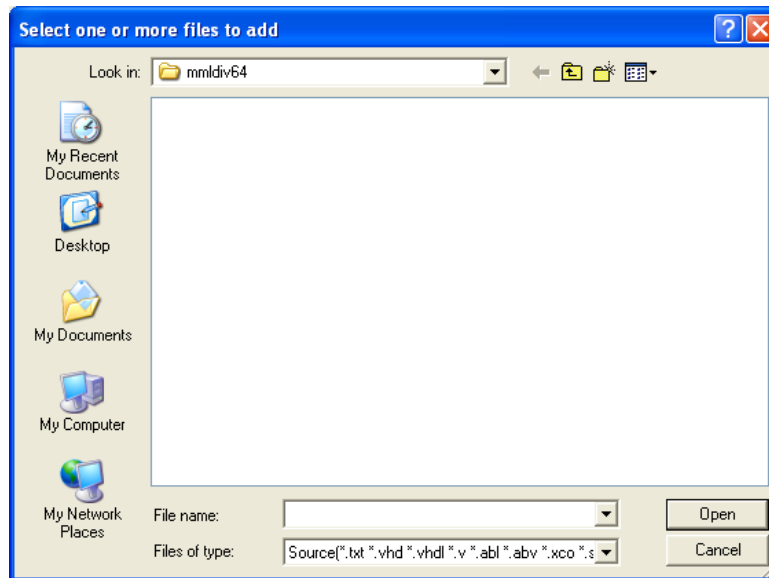 Select one or more files to add
Look in: mmldiv64
My Recent
Documents
Desktop
My Documents
My Computer
My Network
Places
File name:
Open
Files of type: Source(*.txt *.vhd *.vhdl *.v *.abl *.abv *.xco *.s
Cancel